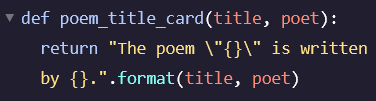 def poem_title_card(title, poet):
return "The poem \"{}\" is written
by {}.".format(title, poet)